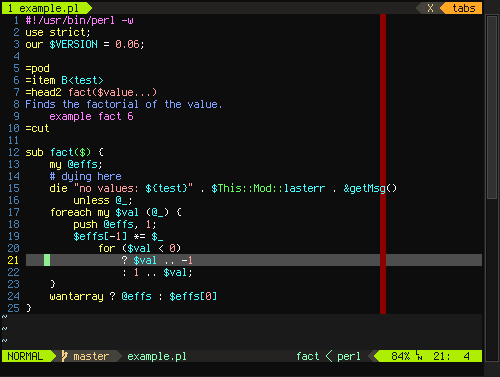 1 example.pl X tabs
1 #!/usr/bin/perl -w
2 use strict;
3 our $VERSION = 0.06;
4
5 =pod
6 =item B<test>
7 =head2 fact($value...)
8 Finds the factorial of the value.
9     example fact 6
10 =cut
11
12 sub fact($) {
13     my @effs;
14     # dying here
15     die "no values: ${test}" . $This::Mod::lasterr . &getMsg()
16         unless @_;
17     foreach my $val (@_) {
18         push @effs, 1;
19         $effs[-1] *= $_
20             for ($val < 0)
21                 ? $val .. -1
22                 : 1 .. $val;
23     }
24     wantarray ? @effs : $effs[0]
25 }
~
~
~
NORMAL master example.pl fact < perl 84% LN 21: 4